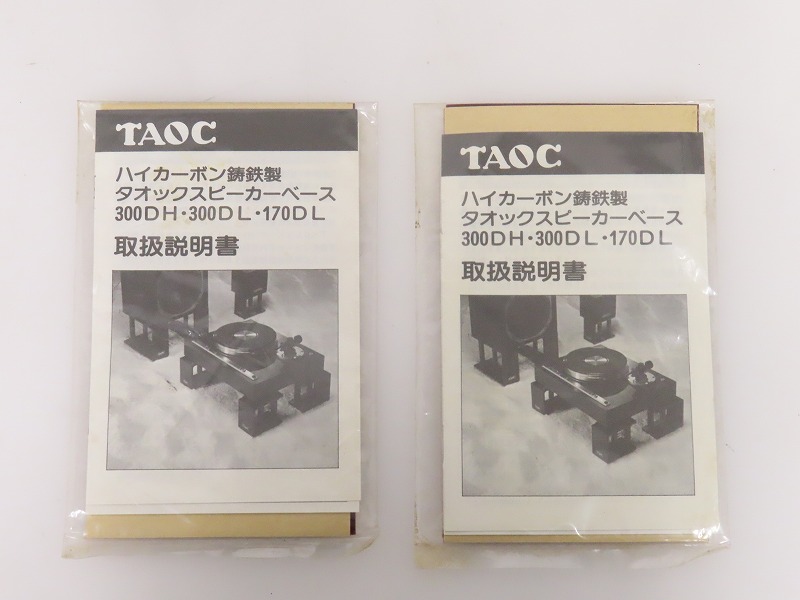 TAOC
ハイカーボン鋳鉄製
タオックスピーカーベース
300DH・300DL・170DL
取扱説明書
TAOC
ハイカーボン鋳鉄製
タオックスピーカーベース
300DH・300DL・170DL
取扱説明書